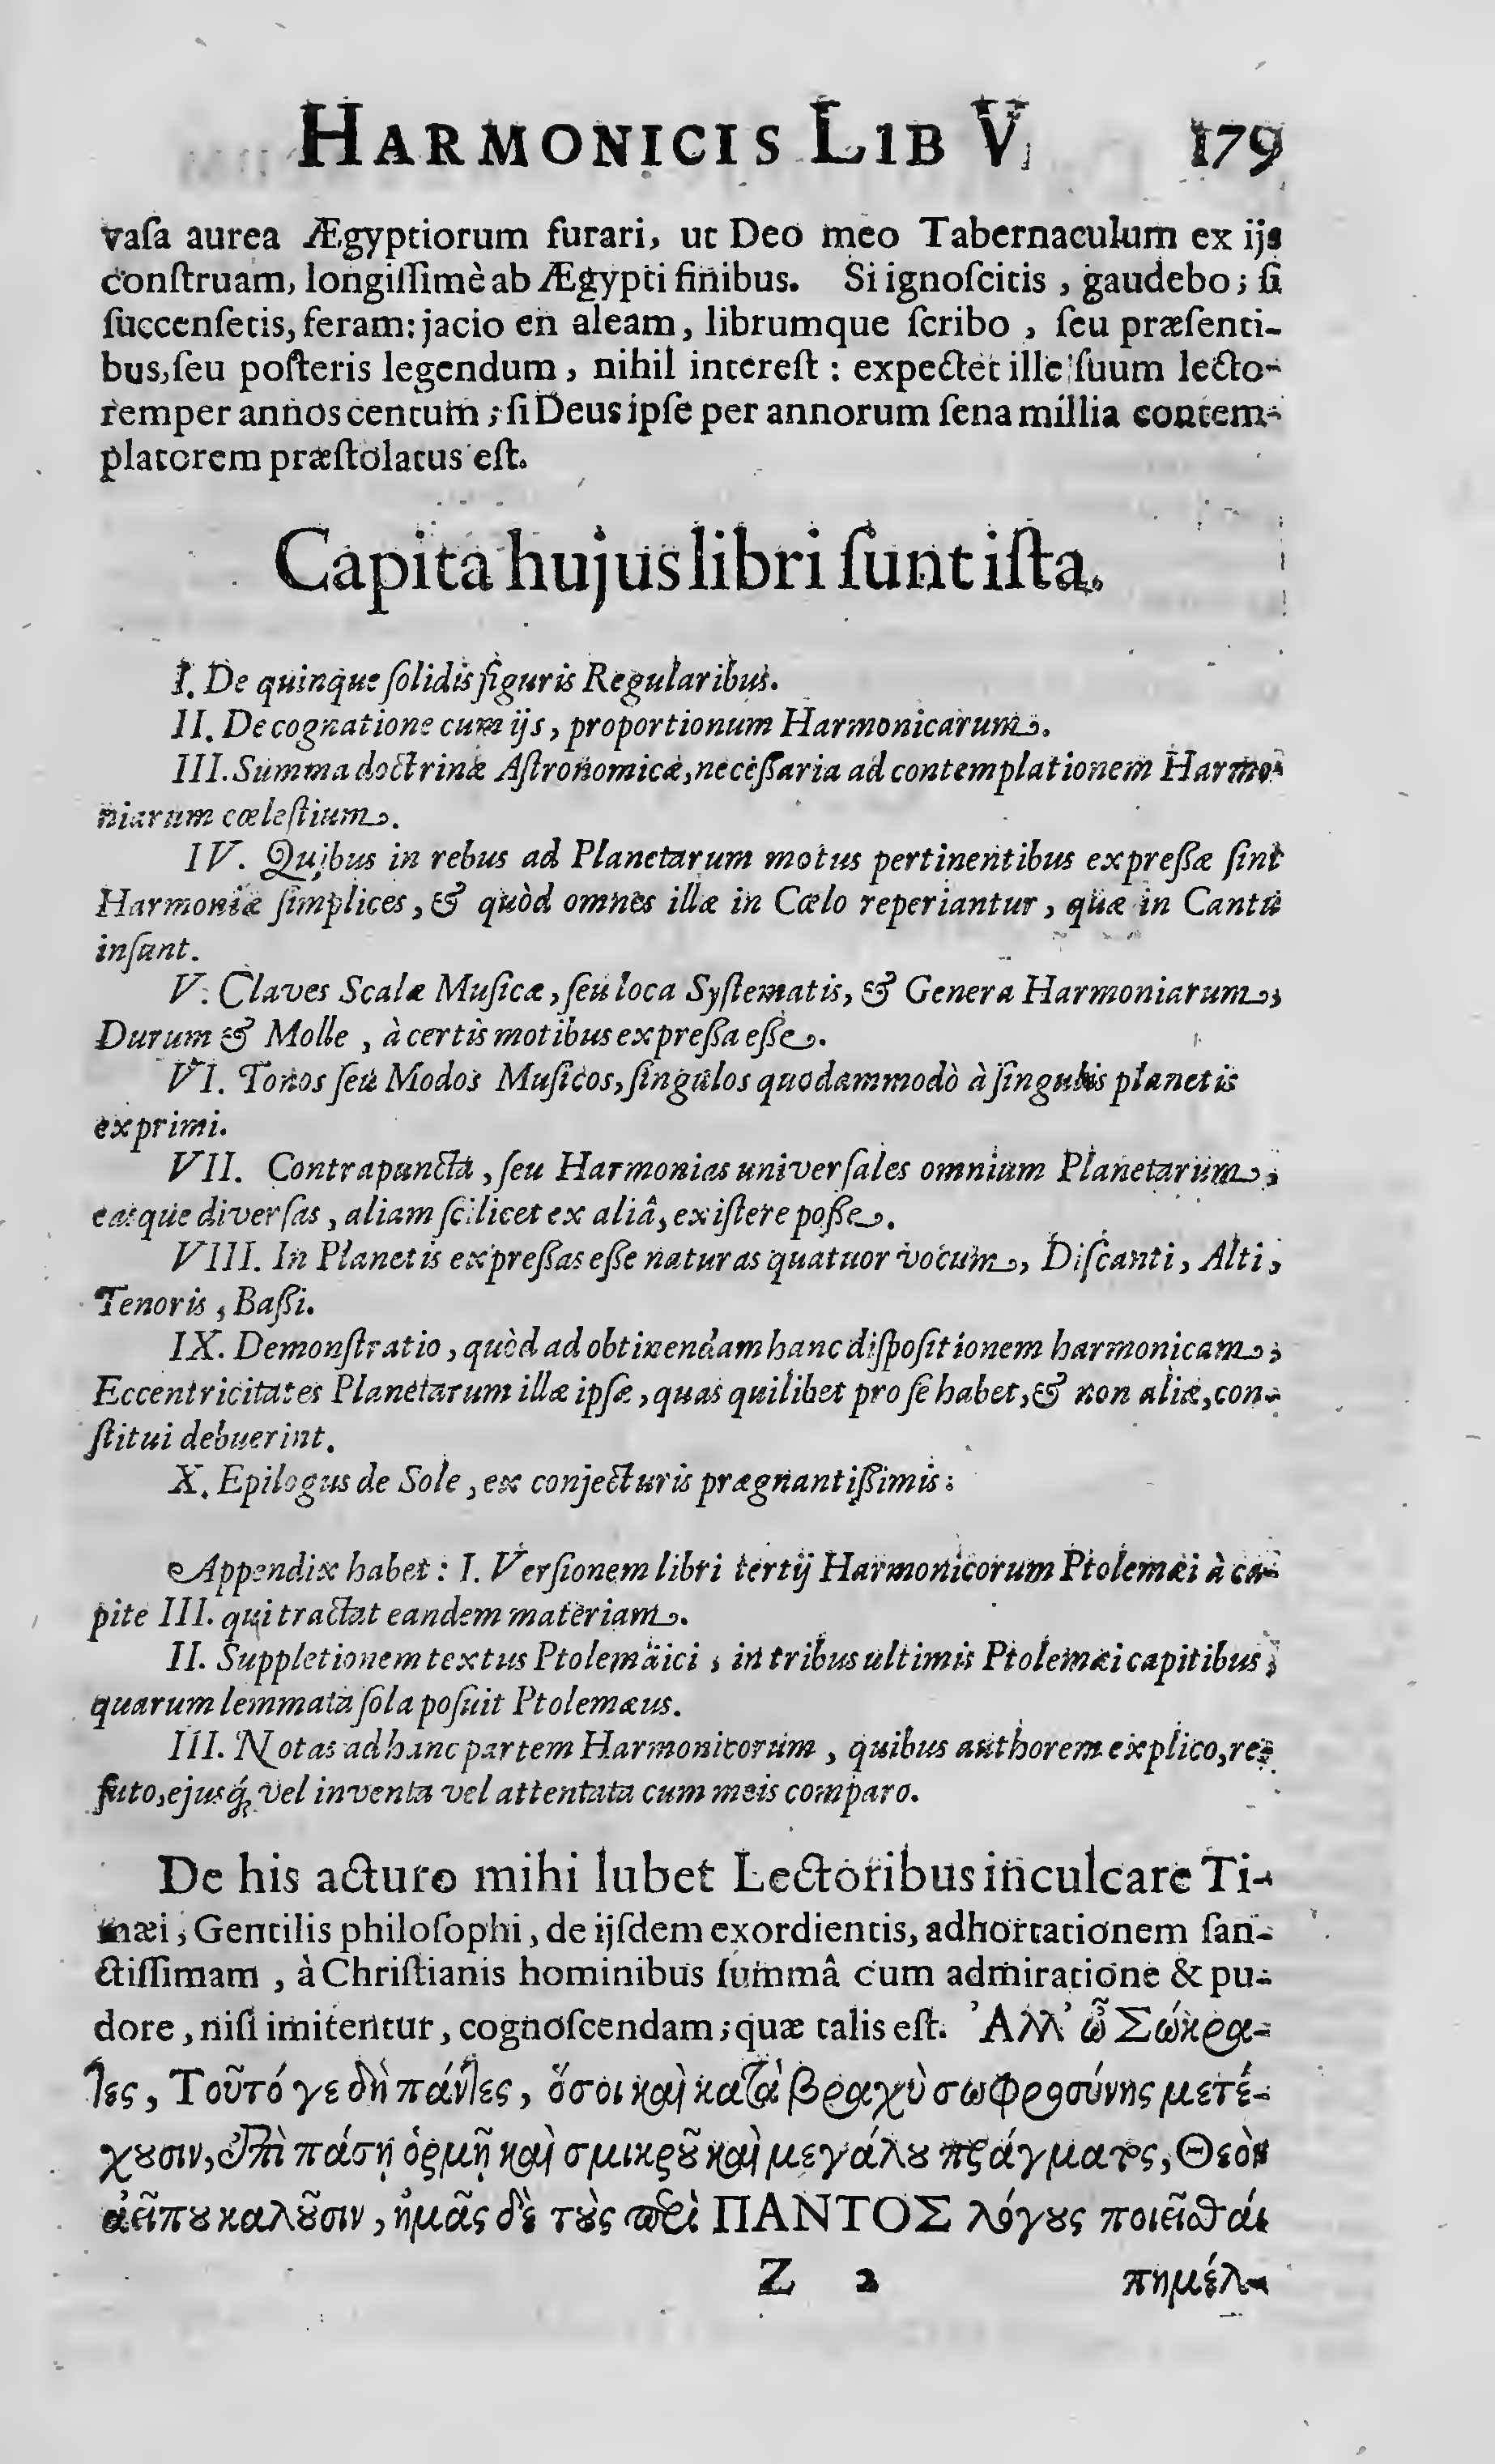 HARMONICIS LIB V. 179
vaſa aurea Ægyptiorum furari, ut Deo meo Tabernaculum ex ijs
conſtruam, longiſſimè ab Ægypti finibus. Si ignoſcitis , gaudebo; ſi
ſuccenſetis, feram: jacio en aleam, librumque ſcribo , ſeu præſenti-
bus, ſeu poſteris legendum , nihil intereſt : expectet ille ſuum lecto-
rem per annos centum ; ſi Deus ipſe per annorum ſena millia contem-
platorem præſtolatus eſt.
Capita hujus libri ſunt iſta.
I. De quinque ſolidis figuris Regularibus.
II. De cognatione cum ijs, proportionum Harmonicarum.
III. Summa doctrinæ Aſtronomicæ, neceſſaria ad contemplationem Harmo-
niarum cœleſtium.
IV. Quibus in rebus ad Planetarum motus pertinentibus expreſſæ ſint
Harmoniæ ſimplices, & quòd omnes illæ in Cœlo reperiantur, quæ in Cantu
inſunt.
V. Claves Scalæ Muſicæ, ſeu loca Syſtematis, & Genera Harmoniarum,
Durum & Molle , à certis motibus expreſſa eſſe.
VI. Tonos ſeu Modos Muſicos, ſingulos quodammodò à ſingulis planetis
exprimi.
VII. Contrapuncta, ſeu Harmonias univerſales omnium Planetarum,
easque diverſas , aliam ſcilicet ex aliâ, exiſtere poſſe.
VIII. In Planetis expreſſas eſſe naturas quatuor vocum, Diſcanti, Alti,
Tenoris , Baſſi.
IX. Demonſtratio, quòd ad obtinendam hanc diſpoſitionem harmonicam,
Eccentricitates Planetarum illæ ipſæ, quas quilibet pro ſe habet, & non aliæ, con-
ſtitui debuerint.
X. Epilogus de Sole, ex conjecturis prægnantiſſimis.
Appendix habet : I. Verſionem libri tertij Harmonicorum Ptolemæi à ca-
pite III. qui tractat eandem materiam.
II. Suppletionem textus Ptolemäici , in tribus ultimis Ptolemæi capitibus,
quarum lemmata ſola poſuit Ptolemæus.
III. Notas ad hanc partem Harmonicorum , quibus authorem explico, re-
futo, ejusq́; vel inventa vel attentata cum meis comparo.
De his acturo mihi lubet Lectoribus inculcare Ti-
mæi, Gentilis philoſophi, de ijſdem exordientis, adhortationem ſan-
ctiſſimam , à Chriſtianis hominibus ſummâ cum admiratione & pu-
dore, niſi imitentur, cognoſcendam; quæ talis eſt. Ἀλλ' ὦ Σώκρα-
τες, Τοῦτό γε δὴ πάντες, ὅσοι καὶ κατὰ βραχὺ σωφροσύνης μετέ-
χȣσιν, ἐπὶ πάσῃ ὁρμῇ καὶ σμικρȣ͂ καὶ μεγάλȣ πράγματος, Θεὸν
ἀεῖπȣ καλȣ͂σιν, ἡμᾶς δὲ τȣ̀ς περὶ ΠΑΝΤΟΣ λόγȣς ποιεῖσθαι
Z 2 πημέλ-